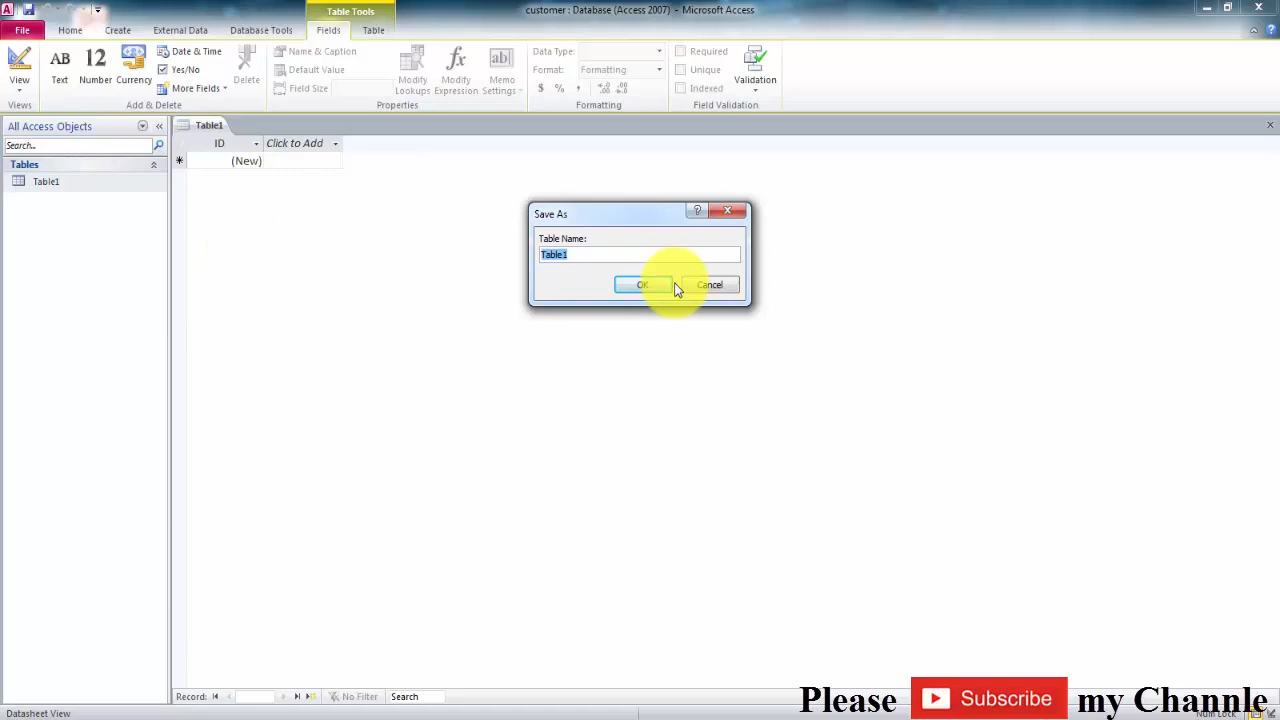 Table Tools
customer : Database (Access 2007) - Microsoft Access
File Home Create External Data Database Tools Fields Table
View Text Number Currency Date & Time Yes/No More Fields Delete
Name & Caption Default Value Field Size Modify Lookups Modify Expression Memo Settings
Data Type: Format: Formatting $ % ,
Required Unique Indexed Validation
Views Add & Delete Properties Formatting Field Validation
All Access Objects
Search...
Tables
Table1
Table1
ID Click to Add
(New)
Save As
Table Name:
Table1
OK Cancel
Record: No Filter Search
Please Subscribe my Channle
Datasheet View Num Lock